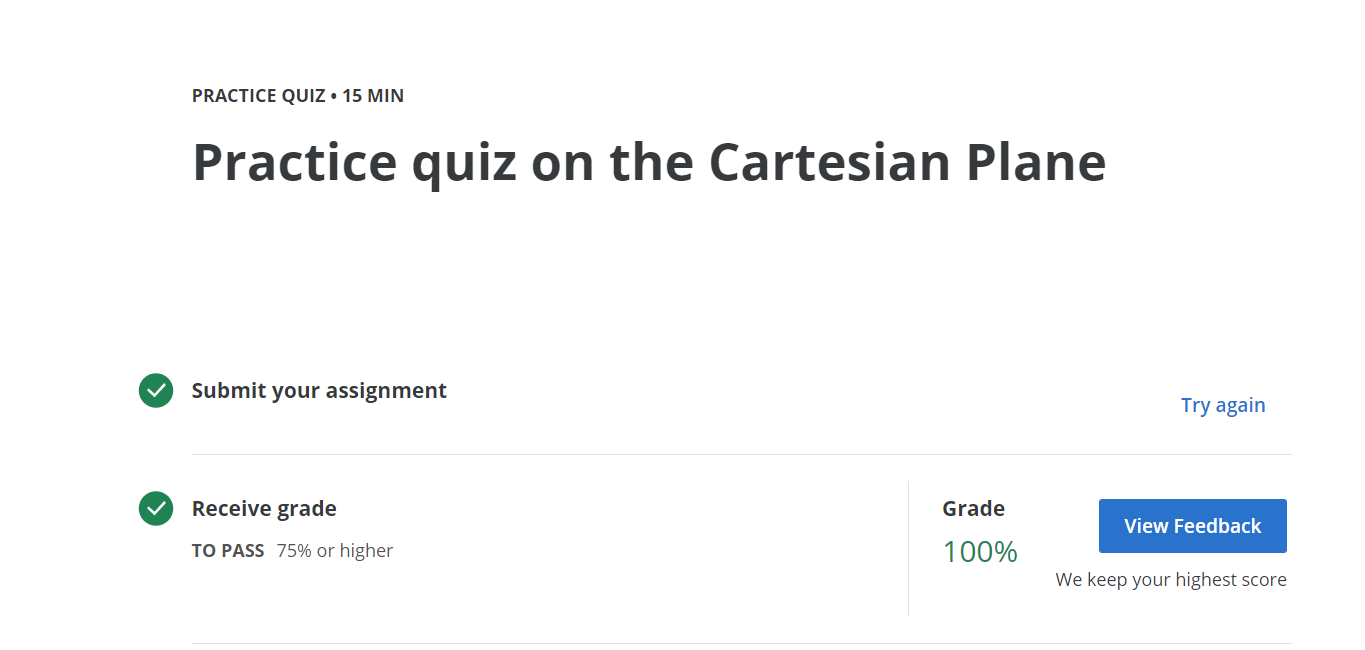 PRACTICE QUIZ • 15 MIN
Practice quiz on the Cartesian Plane
Submit your assignment
Try again
Receive grade
TO PASS 75% or higher
Grade
100%
View Feedback
We keep your highest score